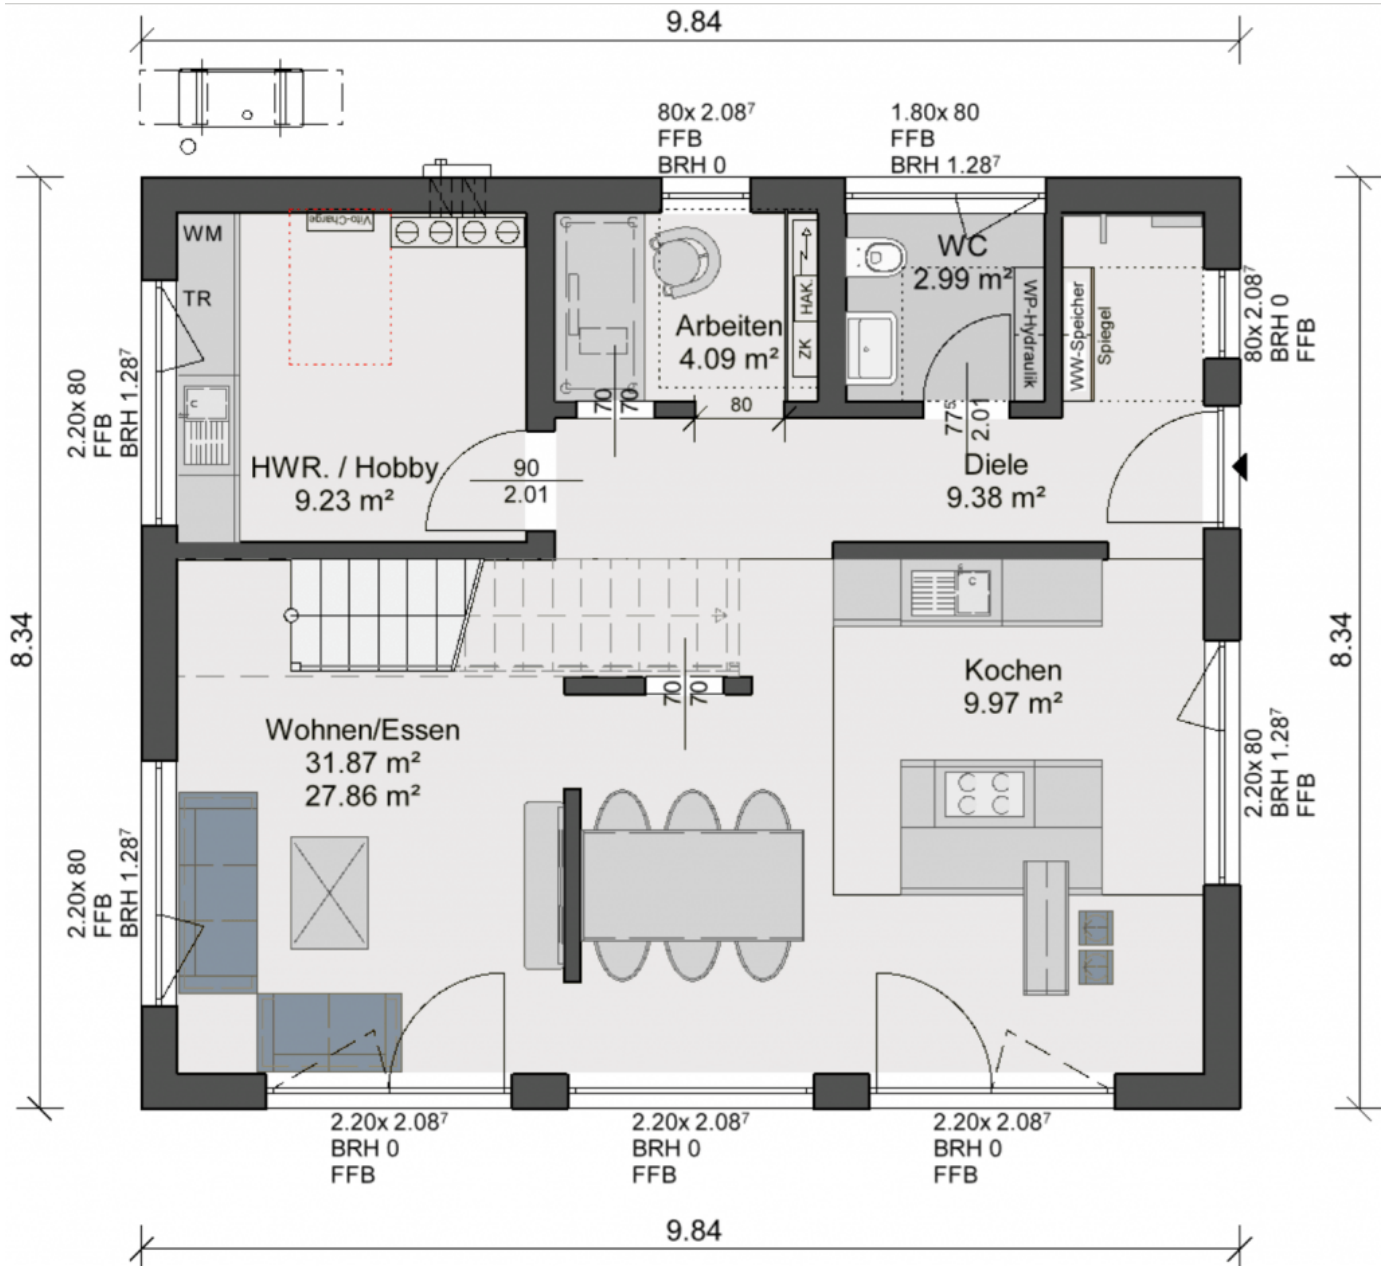 9.84
80x 2.08⁷
FFB
BRH 0
1.80x 80
FFB
BRH 1.28⁷
WM
TR
Vito-Charge
HWR. / Hobby
9.23 m²
90
2.01
2.20x 80
FFB
BRH 1.28⁷
Arbeiten
4.09 m²
HAK.
ZK
70
70
80
WC
2.99 m²
WP-Hydraulik
WW-Speicher
Spiegel
77⁵
2.01
Diele
9.38 m²
80x 2.08⁷
BRH 0
FFB
8.34
8.34
Kochen
9.97 m²
2.20x 80
BRH 1.28⁷
FFB
70
70
Wohnen/Essen
31.87 m²
27.86 m²
2.20x 80
FFB
BRH 1.28⁷
2.20x 2.08⁷
BRH 0
FFB
2.20x 2.08⁷
BRH 0
FFB
2.20x 2.08⁷
BRH 0
FFB
9.84